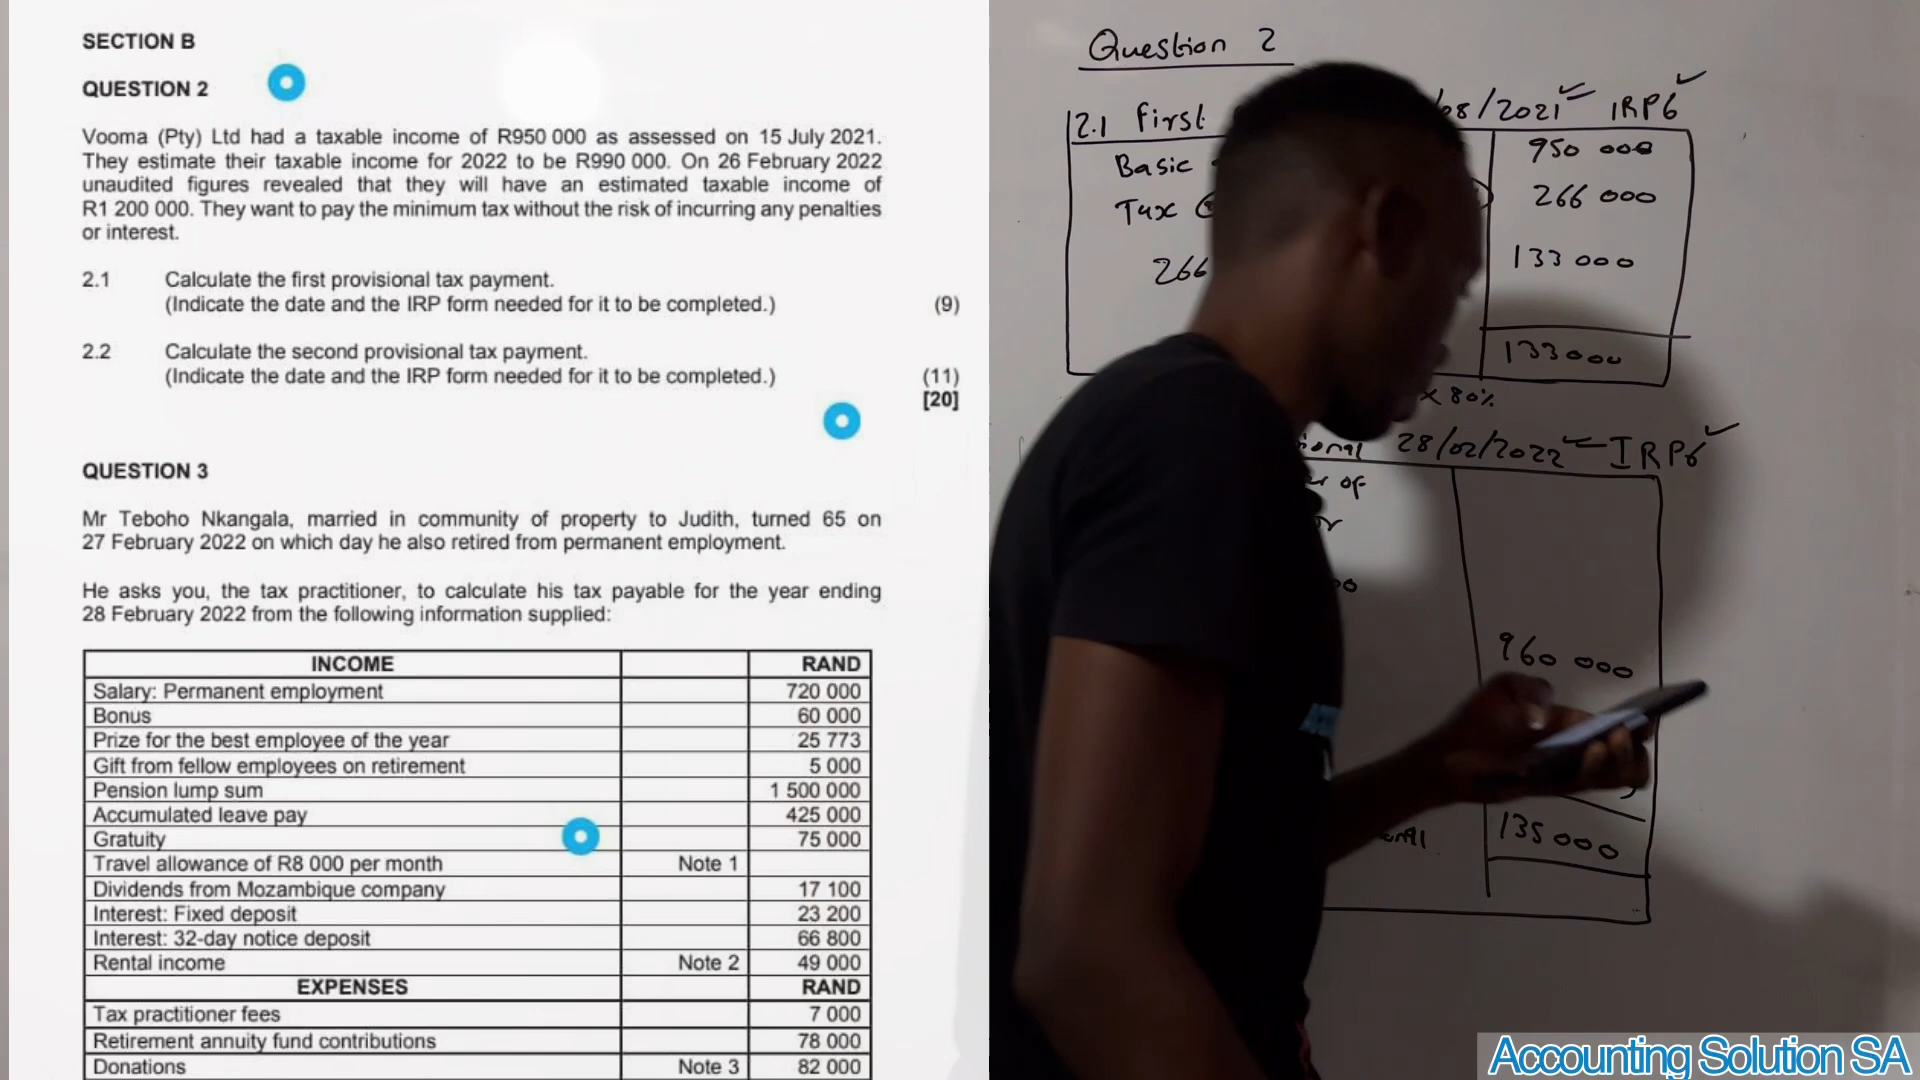 SECTION B
QUESTION 2
Vooma (Pty) Ltd had a taxable income of R950 000 as assessed on 15 July 2021.
They estimate their taxable income for 2022 to be R990 000. On 26 February 2022
unaudited figures revealed that they will have an estimated taxable income of
R1 200 000. They want to pay the minimum tax without the risk of incurring any penalties
or interest.
2.1 Calculate the first provisional tax payment.
(Indicate the date and the IRP form needed for it to be completed.) (9)
2.2 Calculate the second provisional tax payment.
(Indicate the date and the IRP form needed for it to be completed.) (11)
[20]
QUESTION 3
Mr Teboho Nkangala, married in community of property to Judith, turned 65 on
27 February 2022 on which day he also retired from permanent employment.
He asks you, the tax practitioner, to calculate his tax payable for the year ending
28 February 2022 from the following information supplied:
INCOME RAND
Salary: Permanent employment 720 000
Bonus 60 000
Prize for the best employee of the year 25 773
Gift from fellow employees on retirement 5 000
Pension lump sum 1 500 000
Accumulated leave pay 425 000
Gratuity 75 000
Travel allowance of R8 000 per month Note 1
Dividends from Mozambique company 17 100
Interest: Fixed deposit 23 200
Interest: 32-day notice deposit 66 800
Rental income Note 2 49 000
EXPENSES RAND
Tax practitioner fees 7 000
Retirement annuity fund contributions 78 000
Donations Note 3 82 000
Question 2
2.1 first /08/2021 IRP6
Basic 950 000
Tax 266 000
266 133 000
133 000
x 80%
28/02/2022 IRP6
of
960 000
135 000
Accounting Solution SA